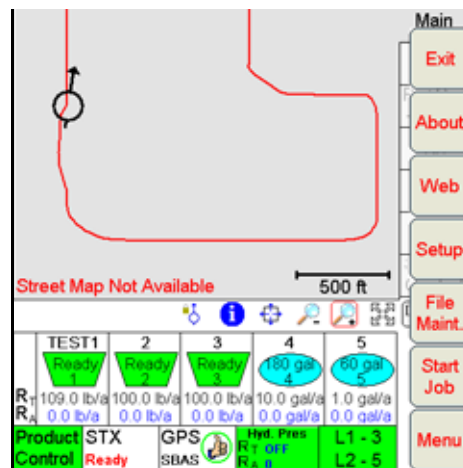 Main
Exit
About
Web
Setup
File
Maint.
Start
Job
Menu
Street Map Not Available
500 ft
TEST1 2 3 4 5
Ready Ready Ready 180 gal 60 gal
1 2 3 4 5
RT 109.0 lb/a 100.0 lb/a 100.0 lb/a 10.0 gal/a 1.0 gal/a
RA 0.0 lb/a 0.0 lb/a 0.0 lb/a 0.0 gal/a 0.0 gal/a
Product STX GPS Hyd. Pres L1 - 3
Control Ready SBAS RT OFF L2 - 5
RA 0